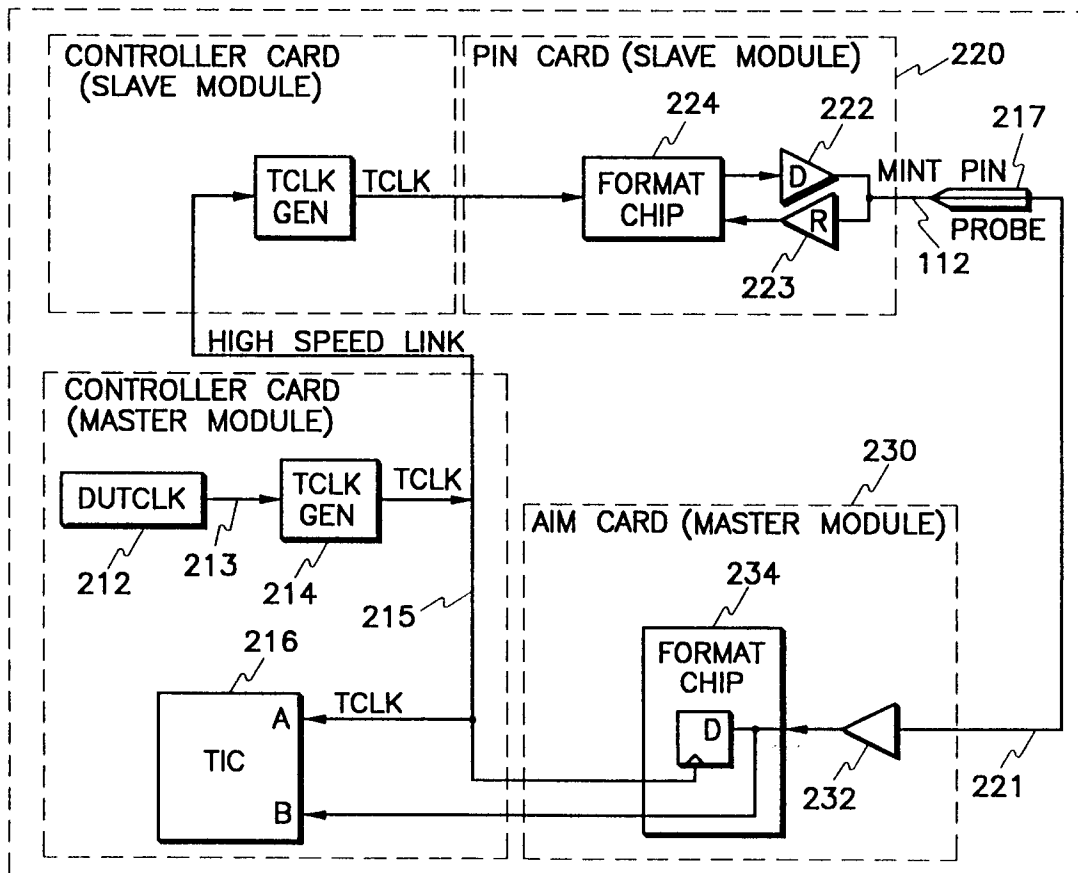 CONTROLLER CARD
(SLAVE MODULE)
PIN CARD (SLAVE MODULE)
220
224
222
217
TCLK
GEN
TCLK
FORMAT
CHIP
D
R
MINT PIN
PROBE
223
112
HIGH SPEED LINK
CONTROLLER CARD
(MASTER MODULE)
DUTCLK
TCLK
GEN
TCLK
212
213
214
215
230
AIM CARD (MASTER MODULE)
234
216
FORMAT
CHIP
TIC
A
TCLK
D
B
232
221